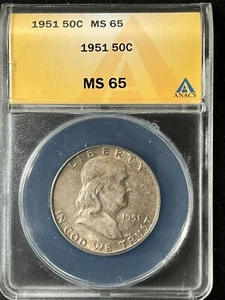 1951 50C MS 65
1951 50C
MS 65
ANACS
LIBERTY
1951
IN GOD WE TRUST